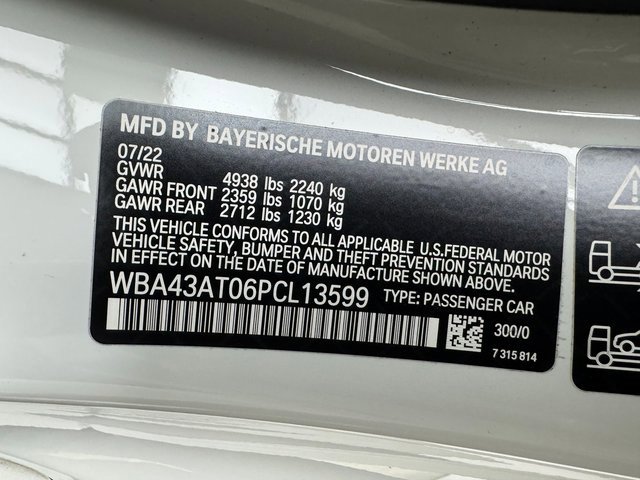 MFD BY BAYERISCHE MOTOREN WERKE AG
07/22
GVWR 4938 lbs 2240 kg
GAWR FRONT 2359 lbs 1070 kg
GAWR REAR 2712 lbs 1230 kg
THIS VEHICLE CONFORMS TO ALL APPLICABLE U.S.FEDERAL MOTOR
VEHICLE SAFETY, BUMPER AND THEFT PREVENTION STANDARDS
IN EFFECT ON THE DATE OF MANUFACTURE SHOWN ABOVE.
WBA43AT06PCL13599 TYPE: PASSENGER CAR
300/0
7 315 814